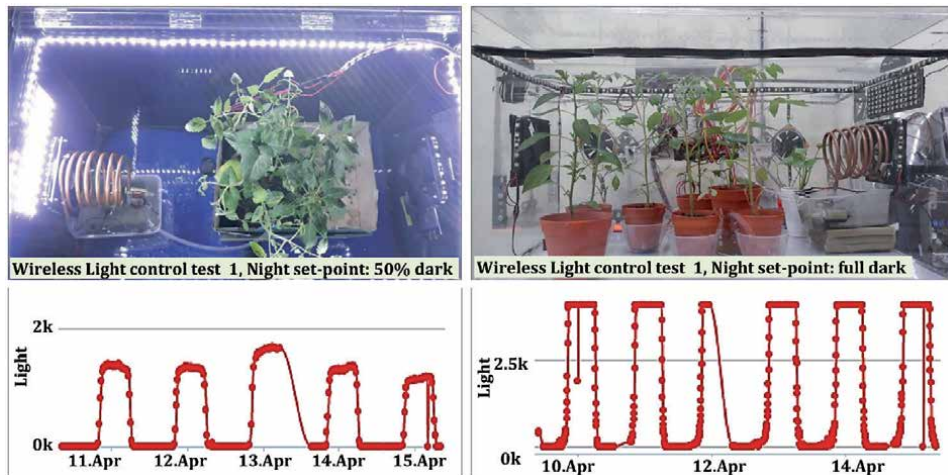 Wireless Light control test 1, Night set-point: 50% dark
Wireless Light control test 1, Night set-point: full dark
2k
Light
0k
11.Apr 12.Apr 13.Apr 14.Apr 15.Apr
2.5k
Light
0k
10.Apr 12.Apr 14.Apr